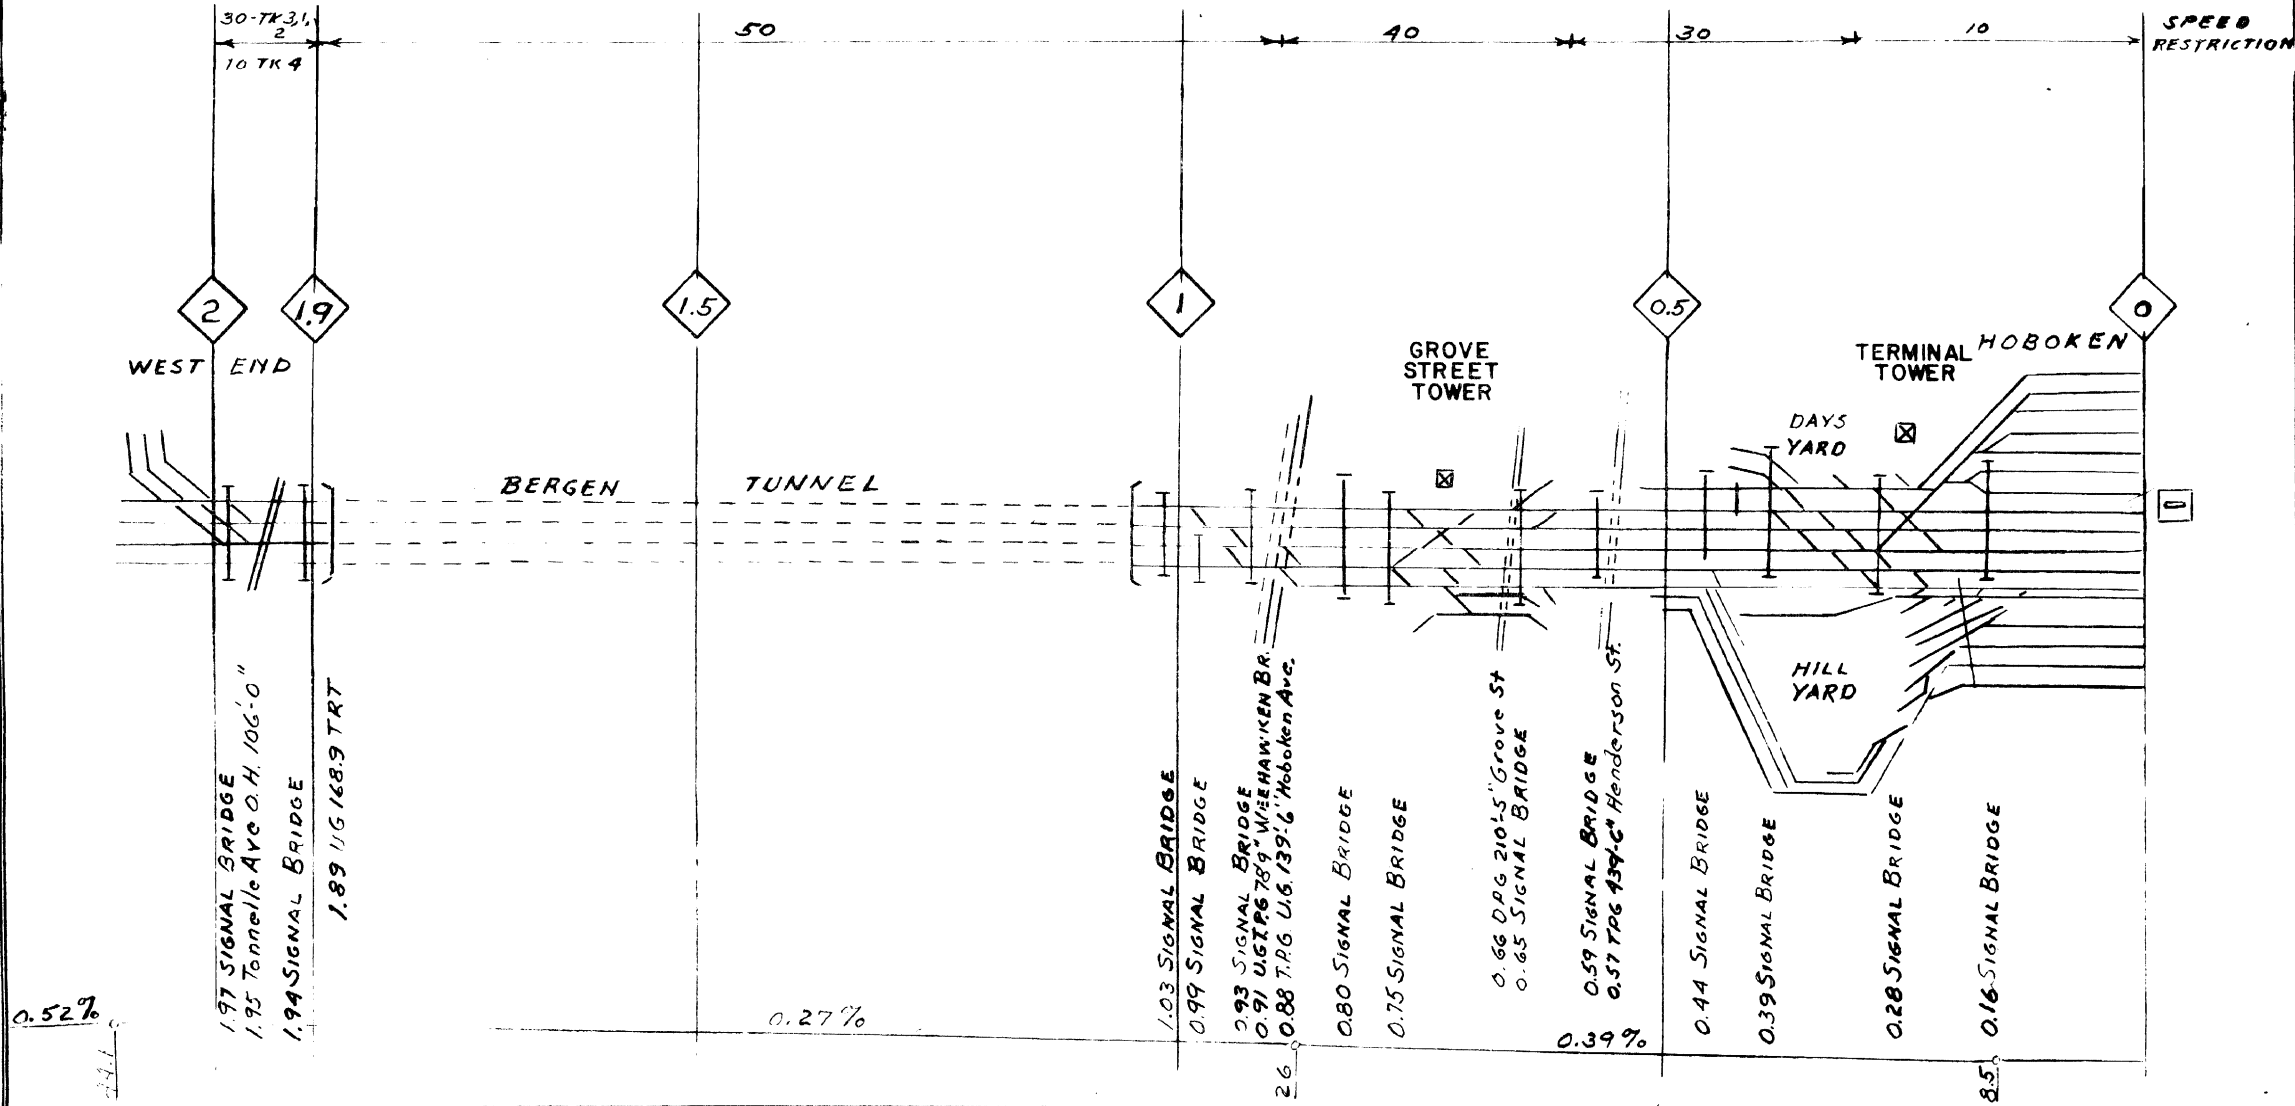 30-TK 3,1,
2
10 TK 4
50
40
30
10
SPEED
RESTRICTION
2
1.9
1.5
1
0.5
0
WEST END
GROVE
STREET
TOWER
TERMINAL
TOWER
HOBOKEN
DAYS
YARD
BERGEN TUNNEL
HILL
YARD
1.97 SIGNAL BRIDGE
1.95 Tonnelle Ave O.H. 106'-0"
1.94 SIGNAL BRIDGE
1.89 UG 168.9 TRT
1.03 SIGNAL BRIDGE
0.99 SIGNAL BRIDGE
0.93 SIGNAL BRIDGE
0.91 U.G.T.P.G 78'9" WEEHAWKEN BR.
0.88 T.P.G. U.G. 139'-6" Hoboken Ave.
0.80 SIGNAL BRIDGE
0.75 SIGNAL BRIDGE
0.66 DPG 210'-5" Grove St
0.65 SIGNAL BRIDGE
0.59 SIGNAL BRIDGE
0.57 TPG Henderson St.
0.44 SIGNAL BRIDGE
0.39 SIGNAL BRIDGE
0.28 SIGNAL BRIDGE
0.16 SIGNAL BRIDGE
0.52%
0.27%
0.39%
26
8.5